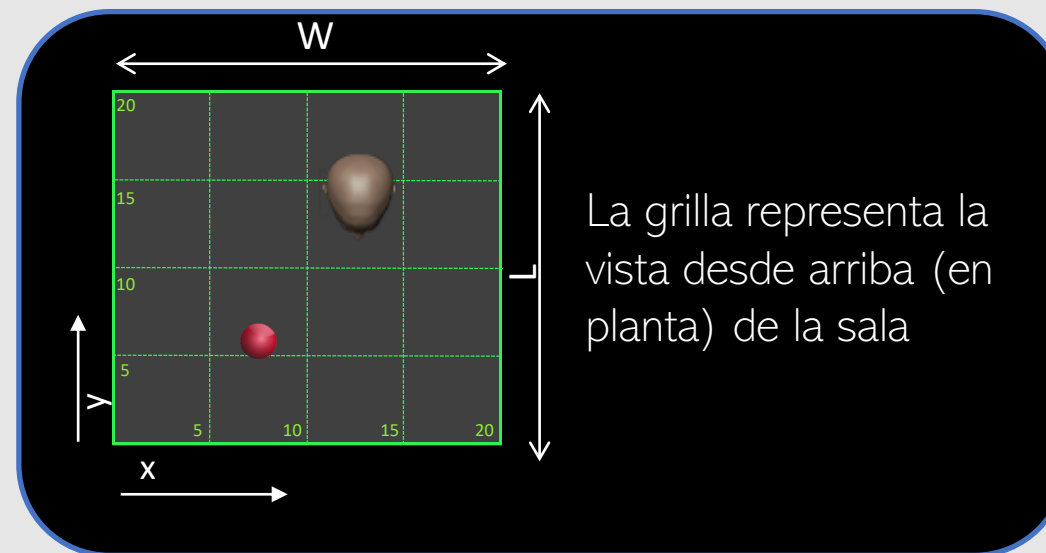 W
20
15
10
5
5 10 15 20
L
y
x
La grilla representa la
vista desde arriba (en
planta) de la sala